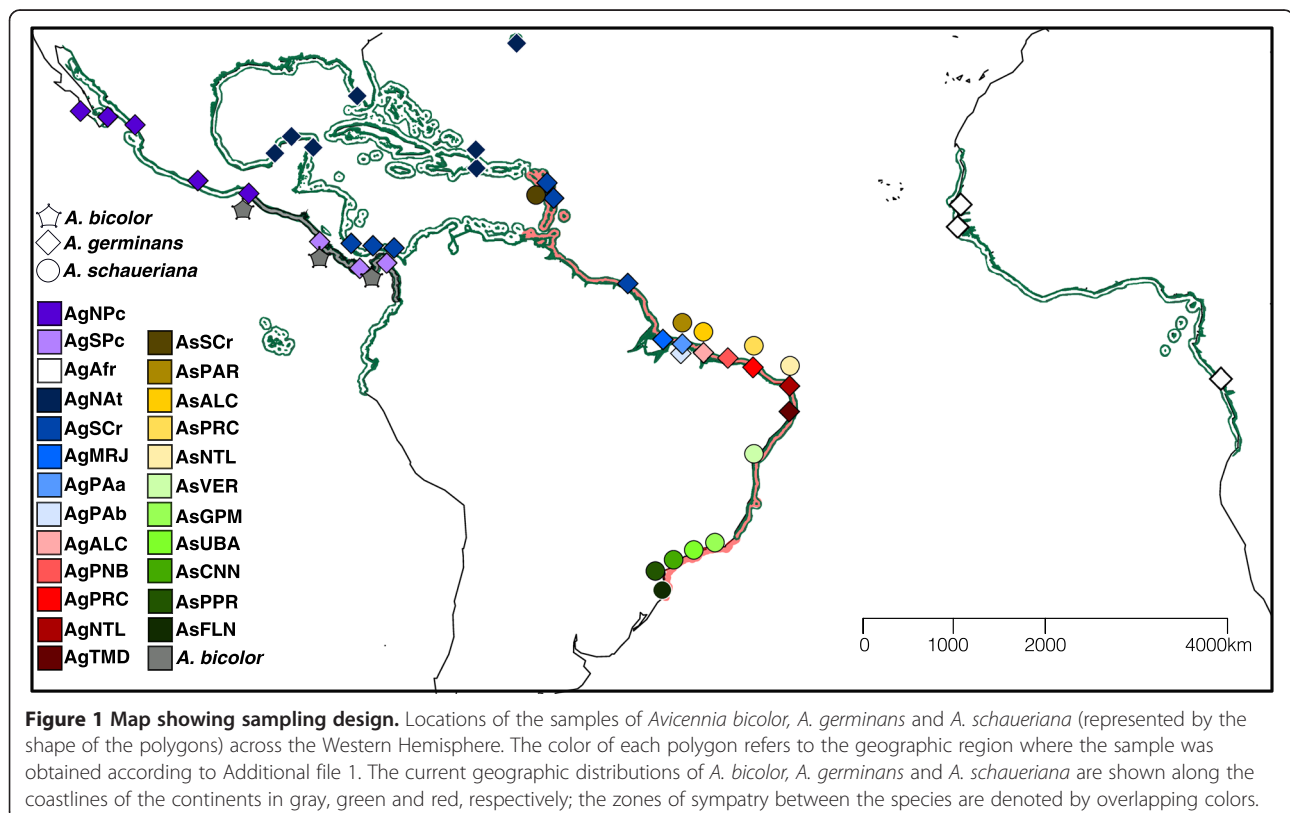 A. bicolor
A. germinans
A. schaueriana
AgNPc
AgSPc
AgAfr
AgNAt
AgSCr
AgMRJ
AgPAa
AgPAb
AgALC
AgPNB
AgPRC
AgNTL
AgTMD
AsSCr
AsPAR
AsALC
AsPRC
AsNTL
AsVER
AsGPM
AsUBA
AsCNN
AsPPR
AsFLN
A. bicolor
0 1000 2000 4000km
Figure 1 Map showing sampling design. Locations of the samples of Avicennia bicolor, A. germinans and A. schaueriana (represented by the
shape of the polygons) across the Western Hemisphere. The color of each polygon refers to the geographic region where the sample was
obtained according to Additional file 1. The current geographic distributions of A. bicolor, A. germinans and A. schaueriana are shown along the
coastlines of the continents in gray, green and red, respectively; the zones of sympatry between the species are denoted by overlapping colors.